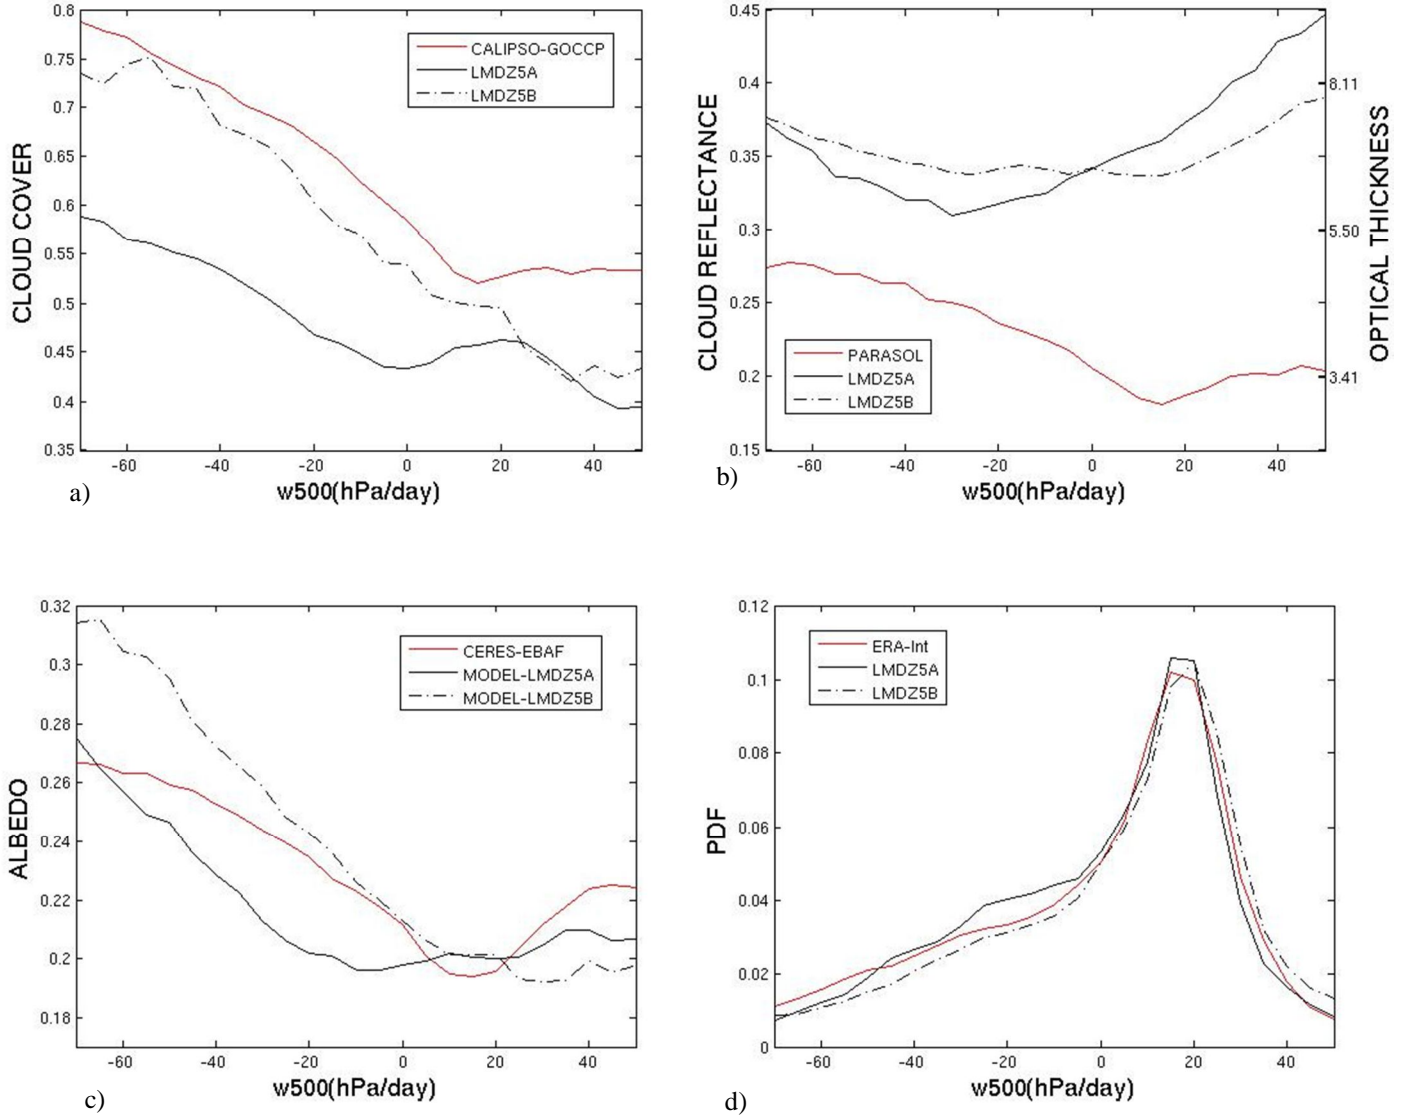 0.8
0.75
0.7
0.65
0.6
0.55
0.5
0.45
0.4
0.35
CLOUD COVER
CALIPSO-GOCCP
LMDZ5A
LMDZ5B
-60 -40 -20 0 20 40
w500(hPa/day)
a)
0.45
0.4
0.35
0.3
0.25
0.2
0.15
CLOUD REFLECTANCE
8.11
5.50
3.41
OPTICAL THICKNESS
PARASOL
LMDZ5A
LMDZ5B
-60 -40 -20 0 20 40
w500(hPa/day)
b)
0.32
0.3
0.28
0.26
0.24
0.22
0.2
0.18
ALBEDO
CERES-EBAF
MODEL-LMDZ5A
MODEL-LMDZ5B
-60 -40 -20 0 20 40
w500(hPa/day)
c)
0.12
0.1
0.08
0.06
0.04
0.02
0
PDF
ERA-Int
LMDZ5A
LMDZ5B
-60 -40 -20 0 20 40
w500(hPa/day)
d)